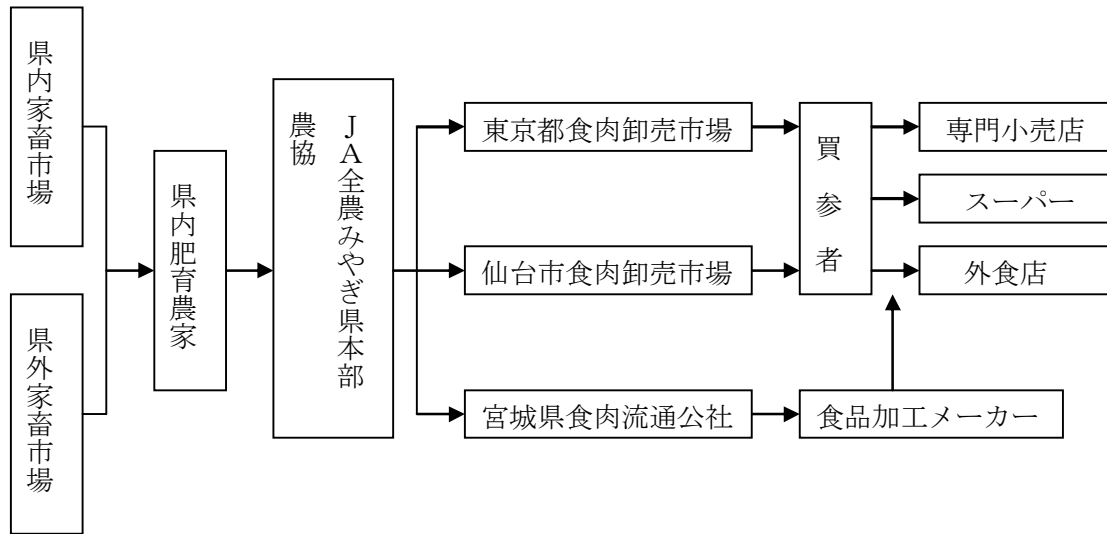 県内家畜市場
県外家畜市場
県内肥育農家
JA全農みやぎ県本部
農協
東京都食肉卸売市場
仙台市食肉卸売市場
宮城県食肉流通公社
買参者
食品加工メーカー
専門小売店
スーパー
外食店